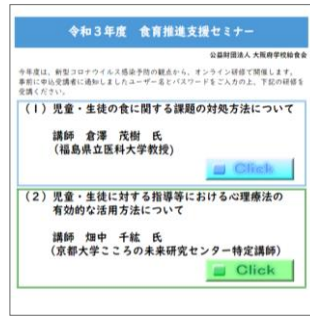 令和３年度　食育推進支援セミナー
公益財団法人 大阪府学校給食会
今年度は、新型コロナウイルス感染予防の観点から、オンライン研修で開催します。
事前に申込受講者に通知しましたユーザー名とパスワードをご入力の上、下記の研修を
受講ください。
（１）児童・生徒の食に関する課題の対処方法について
講師　倉澤　茂樹　氏
（福島県立医科大学教授）
Click
（２）児童・生徒に対する指導等における心理療法の
有効的な活用方法について
講師　畑中　千紘　氏
（京都大学こころの未来研究センター特定講師）
Click